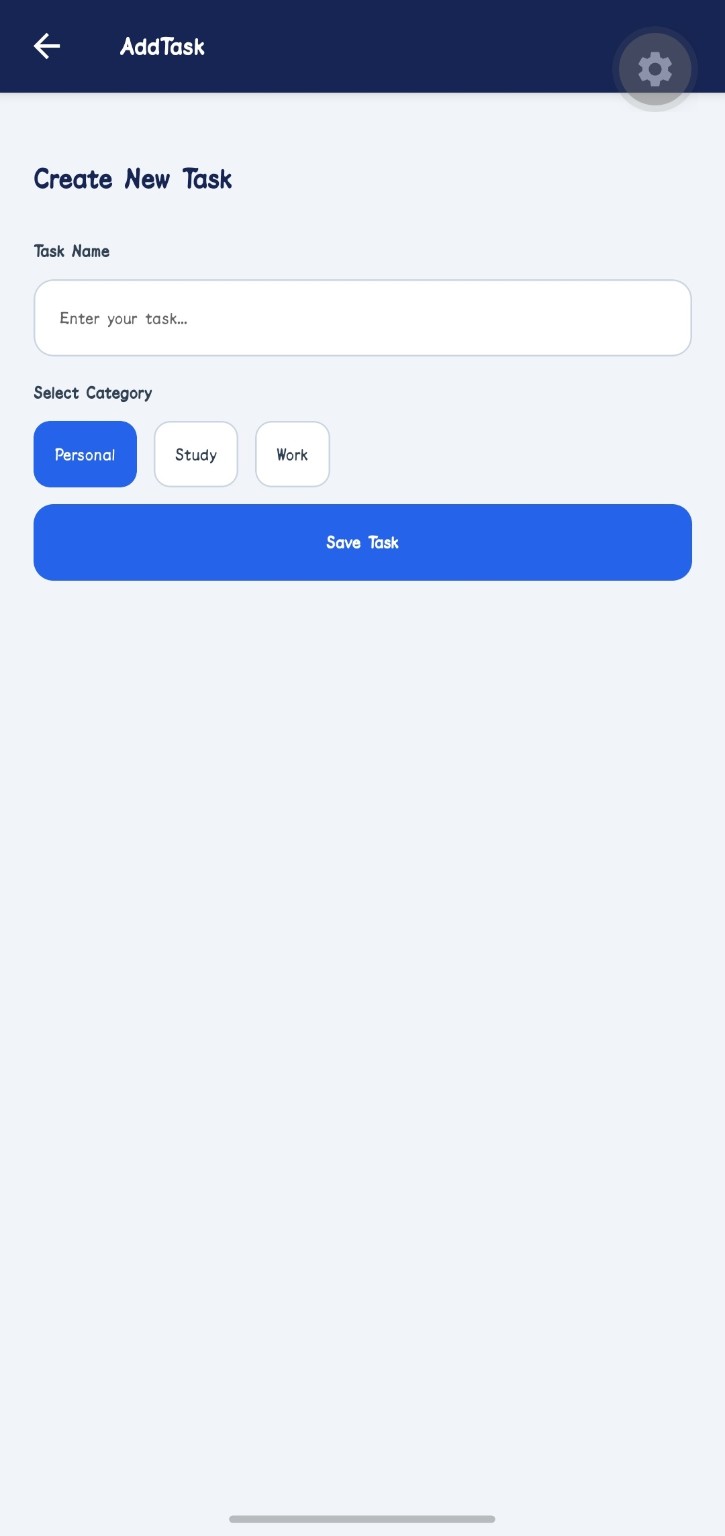 AddTask
Create New Task
Task Name
Enter your task...
Select Category
Personal Study Work
Save Task